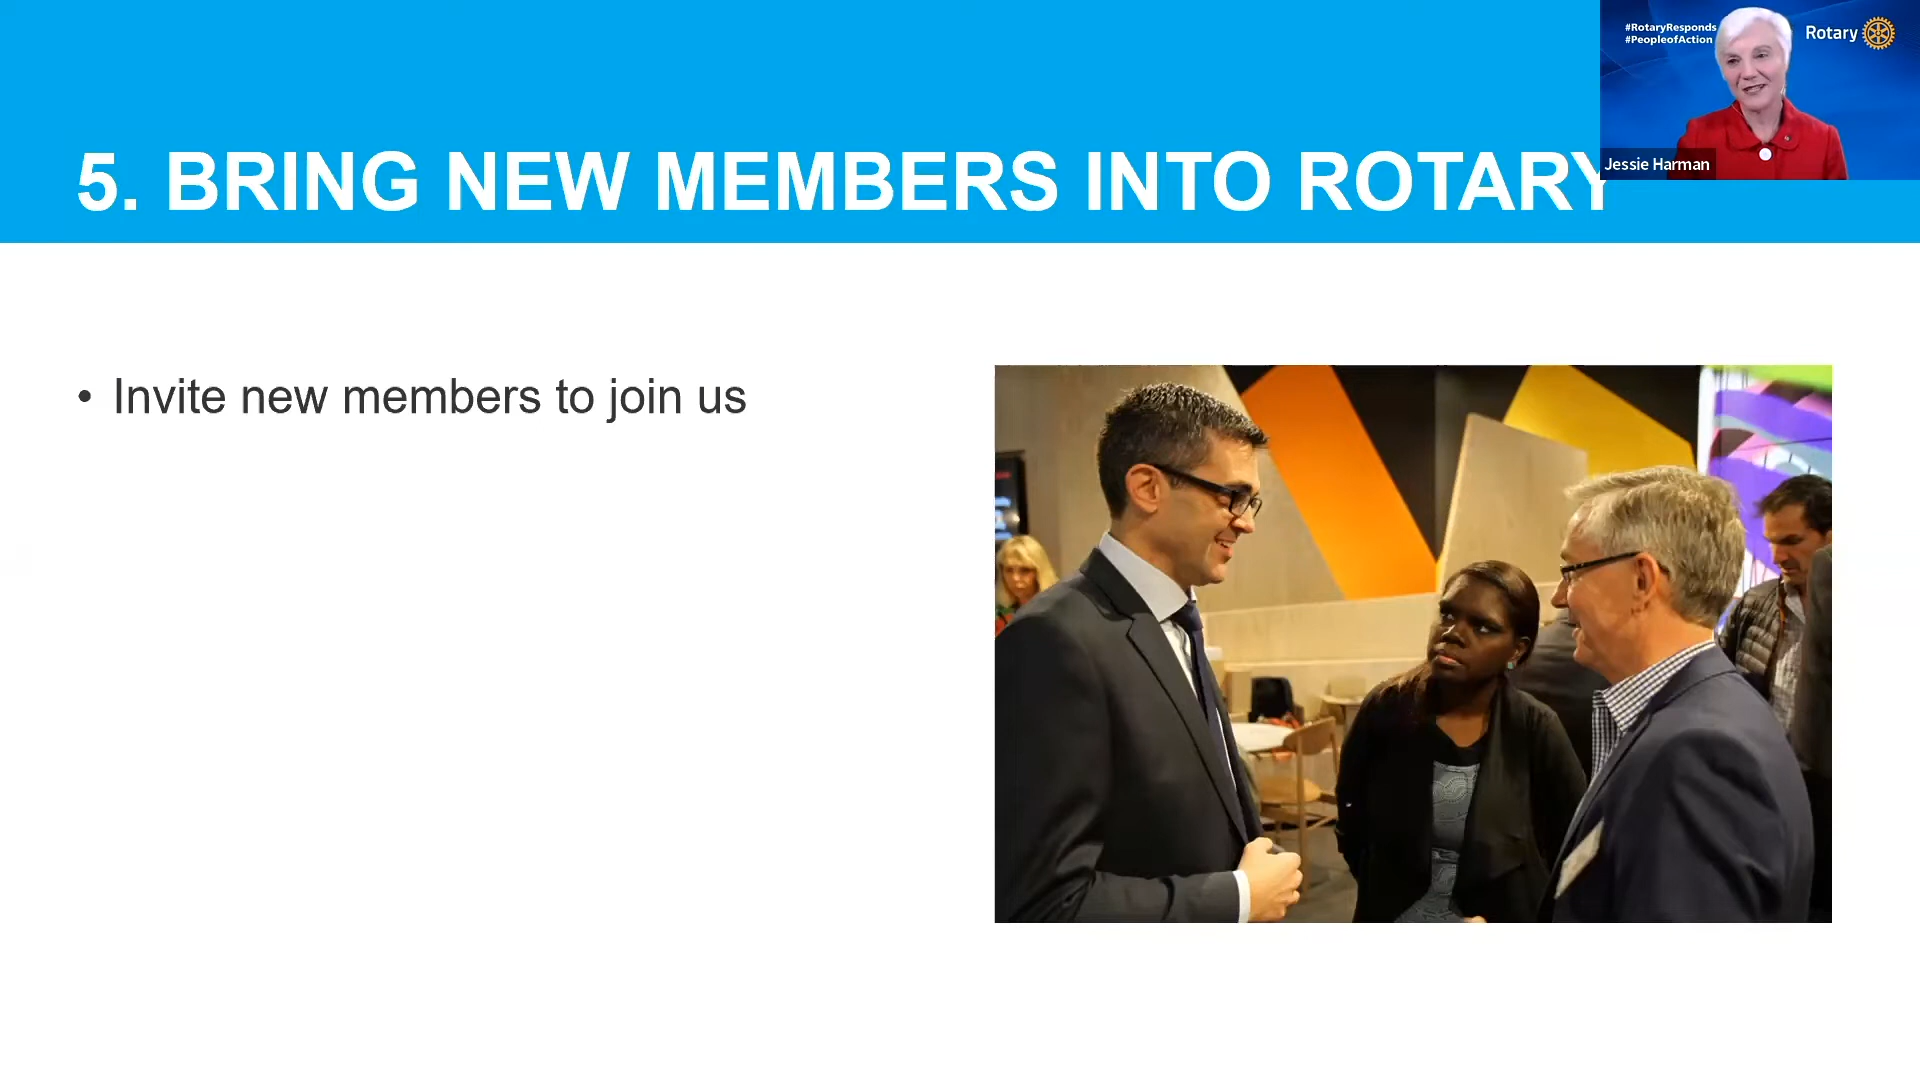 #RotaryResponds
#PeopleofAction
Rotary
Jessie Harman
5. BRING NEW MEMBERS INTO ROTARY
• Invite new members to join us